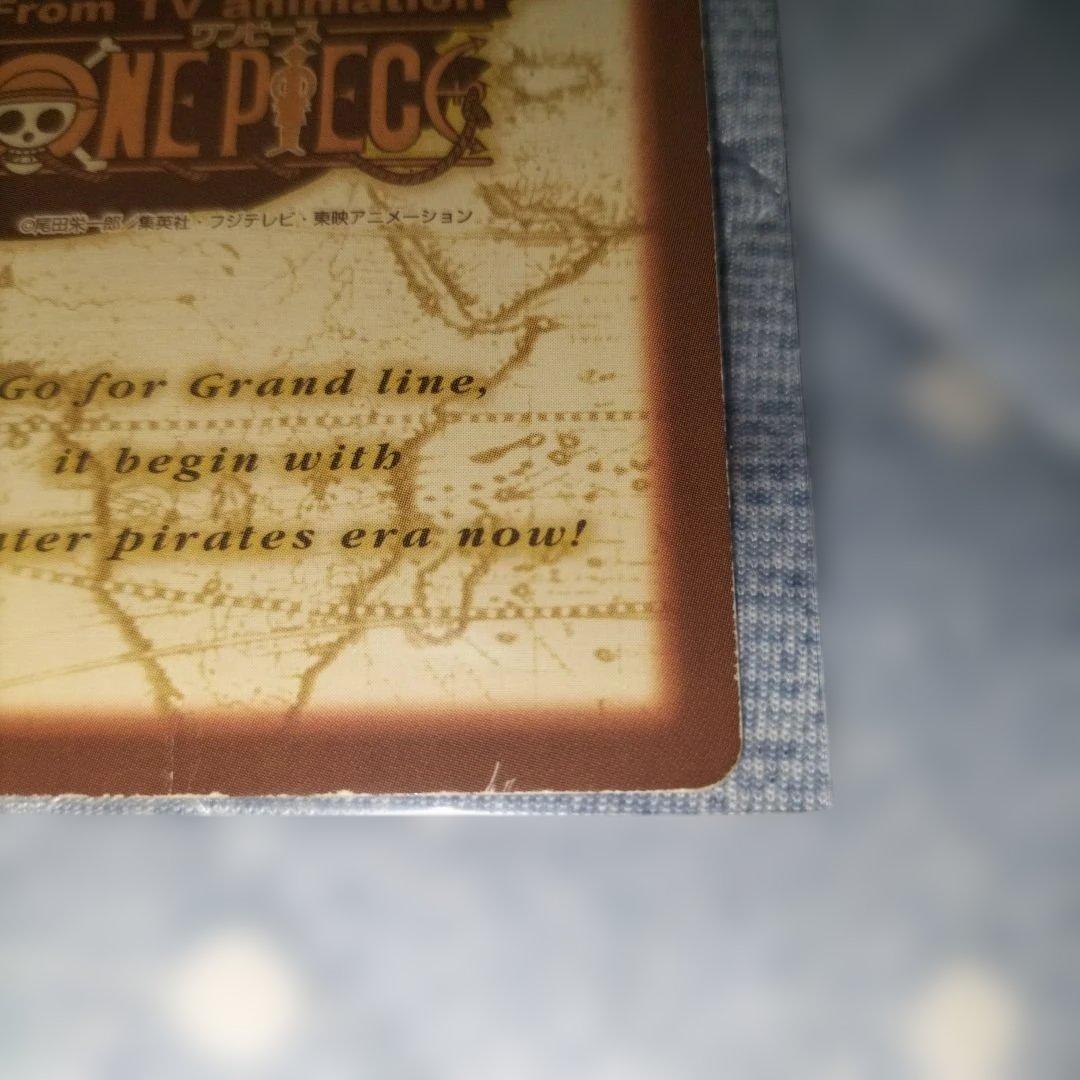 From TV animation
ワンピース
ONE PIECE
©尾田栄一郎／集英社・フジテレビ・東映アニメーション
Go for Grand line,
it begin with
pirates era now!